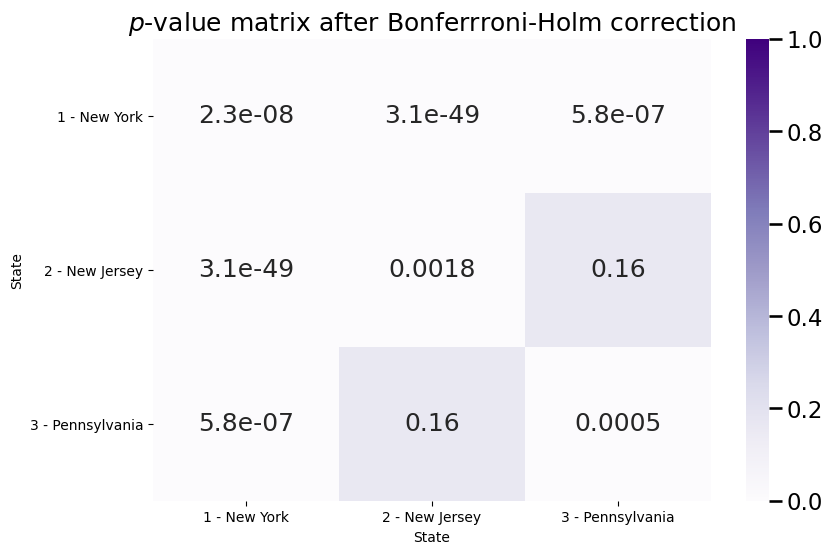 p-value matrix after Bonferrroni-Holm correction
1 - New York
2.3e-08 3.1e-49 5.8e-07
2 - New Jersey
3.1e-49 0.0018 0.16
3 - Pennsylvania
5.8e-07 0.16 0.0005
State
1 - New York 2 - New Jersey 3 - Pennsylvania
State
1.0
0.8
0.6
0.4
0.2
0.0